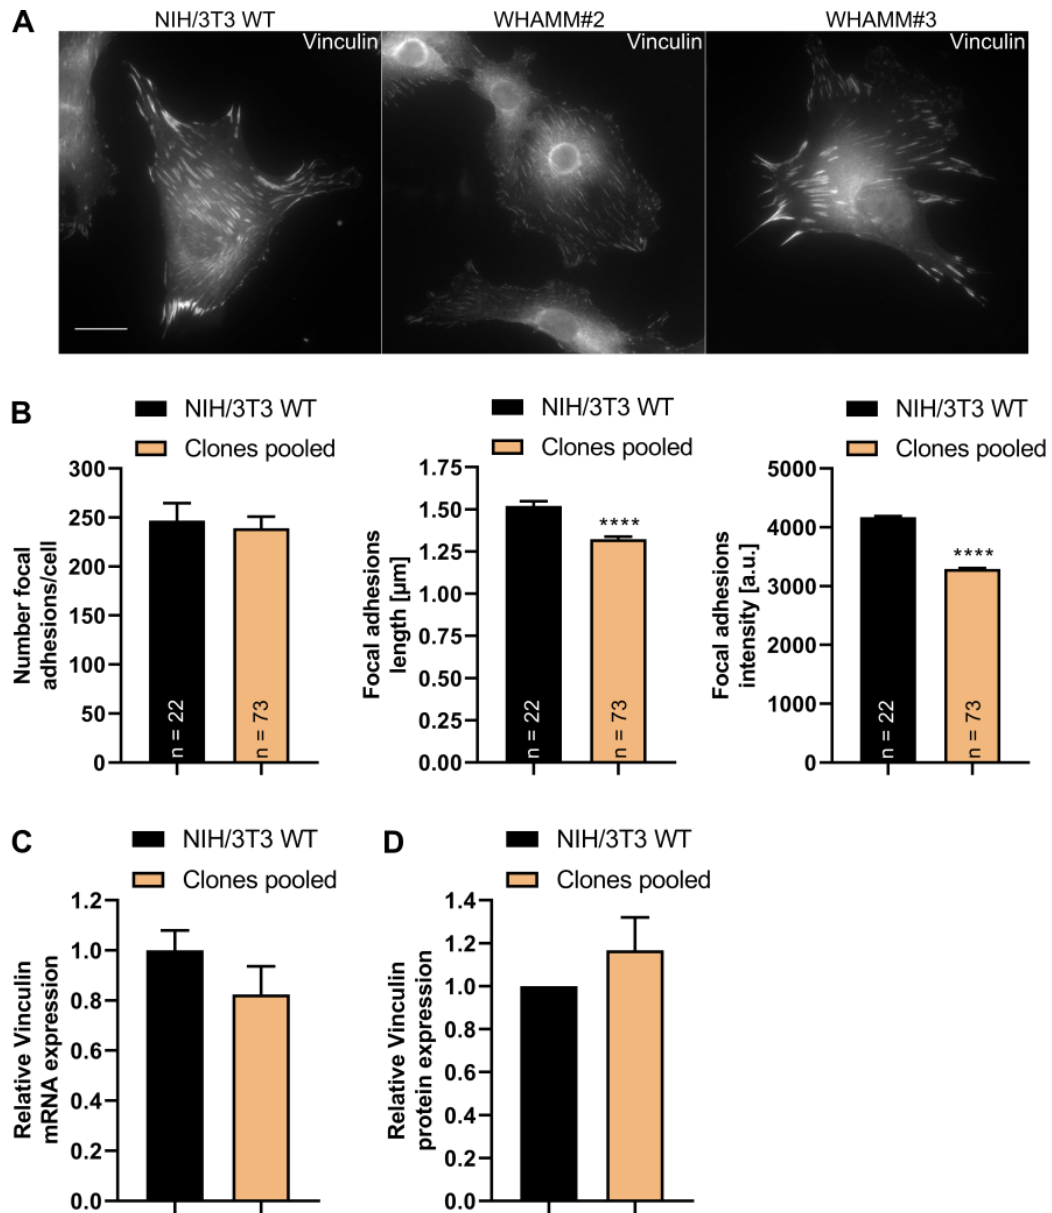 A
NIH/3T3 WT
WHAMM#2
WHAMM#3
Vinculin
Vinculin
Vinculin
B
NIH/3T3 WT
Clones pooled
Number focal
adhesions/cell
300
250
200
150
100
50
0
n = 22
n = 73
NIH/3T3 WT
Clones pooled
Focal adhesions
length [µm]
1.75
1.50
1.25
1.00
0.75
0.50
0.25
0.00
****
n = 22
n = 73
NIH/3T3 WT
Clones pooled
Focal adhesions
intensity [a.u.]
5000
4000
3000
2000
1000
0
****
n = 22
n = 73
C
NIH/3T3 WT
Clones pooled
Relative Vinculin
mRNA expression
1.2
1.0
0.8
0.6
0.4
0.2
0.0
D
NIH/3T3 WT
Clones pooled
Relative Vinculin
protein expression
1.4
1.2
1.0
0.8
0.6
0.4
0.2
0.0